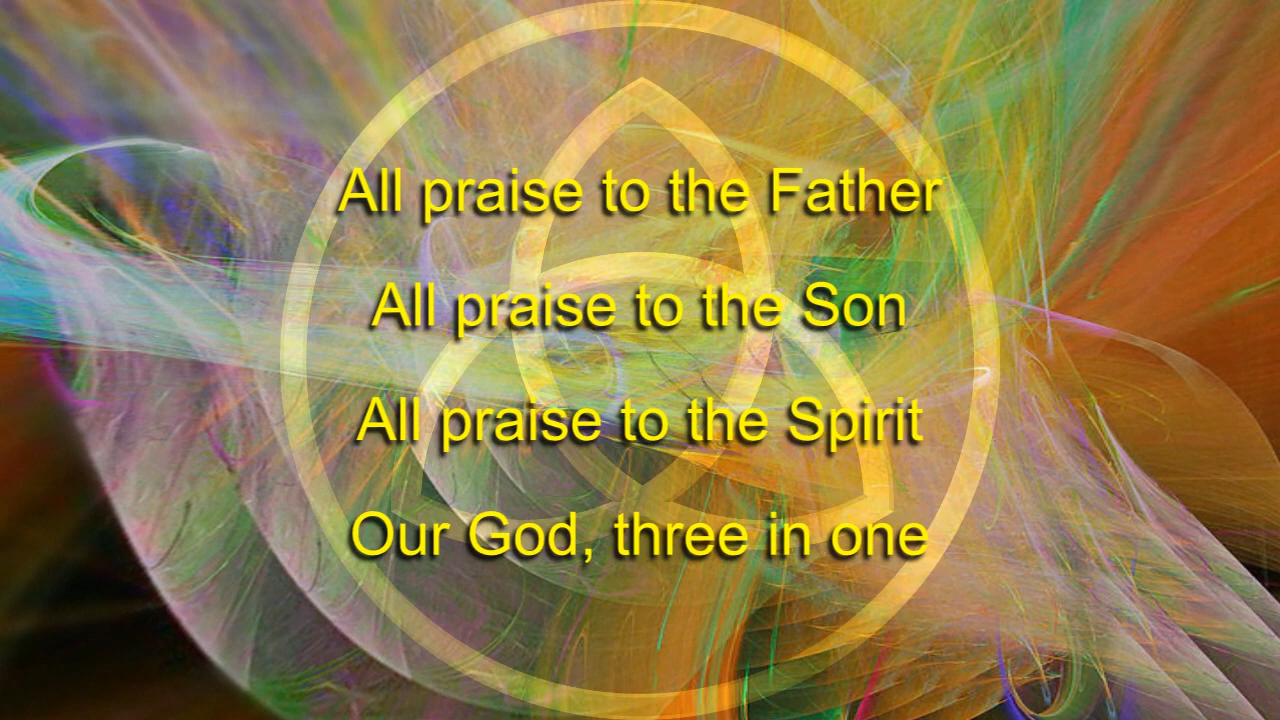 All praise to the Father
All praise to the Son
All praise to the Spirit
Our God, three in one